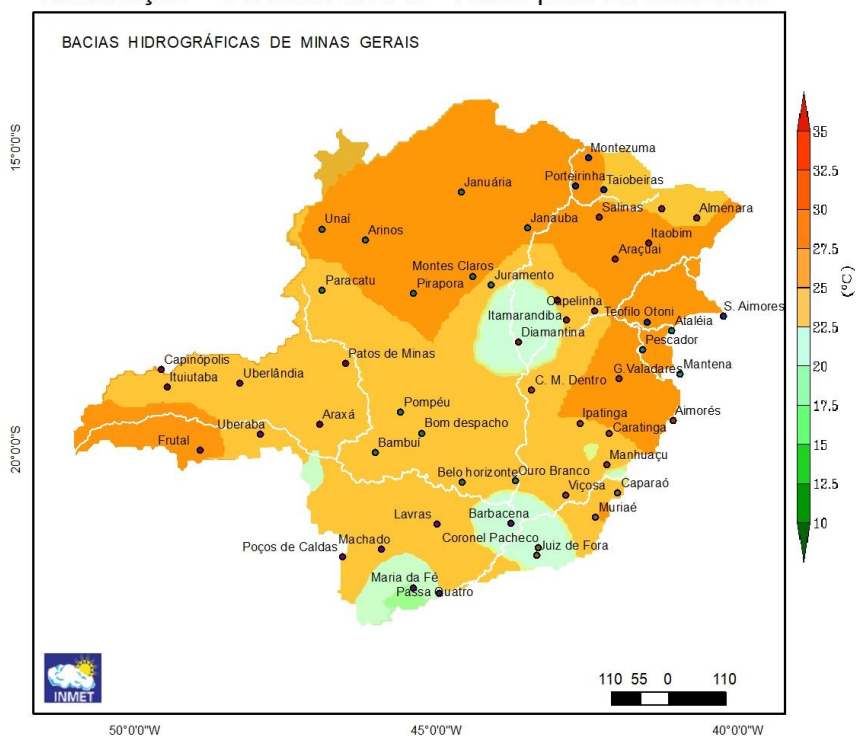 BACIAS HIDROGRÁFICAS DE MINAS GERAIS
15°0'0"S
20°0'0"S
Montezuma
Porteirinha
Taiobeiras
Januária
Salinas
Almenara
Unaí
Arinos
Janauba
Itaobim
Araçuai
Montes Claros
Juramento
Paracatu
Pirapora
Capelinha
Teofilo Otoni
S. Aimores
Itamarandiba
Ataléia
Diamantina
Pescador
Capinópolis
Patos de Minas
Mantena
Ituiutaba
Uberlândia
C. M. Dentro
G.Valadares
Pompéu
Ipatinga
Aimorés
Araxá
Bom despacho
Caratinga
Uberaba
Frutal
Bambuí
Manhuaçu
Belo horizonte
Ouro Branco
Viçosa
Caparaó
Lavras
Barbacena
Muriaé
Machado
Coronel Pacheco
Poços de Caldas
Juiz de Fora
Maria da Fé
Passa Quatro
35
32.5
30
27.5
25
22.5
20
17.5
15
12.5
10
(°C)
INMET
110 55 0 110
50°0'0"W
45°0'0"W
40°0'0"W